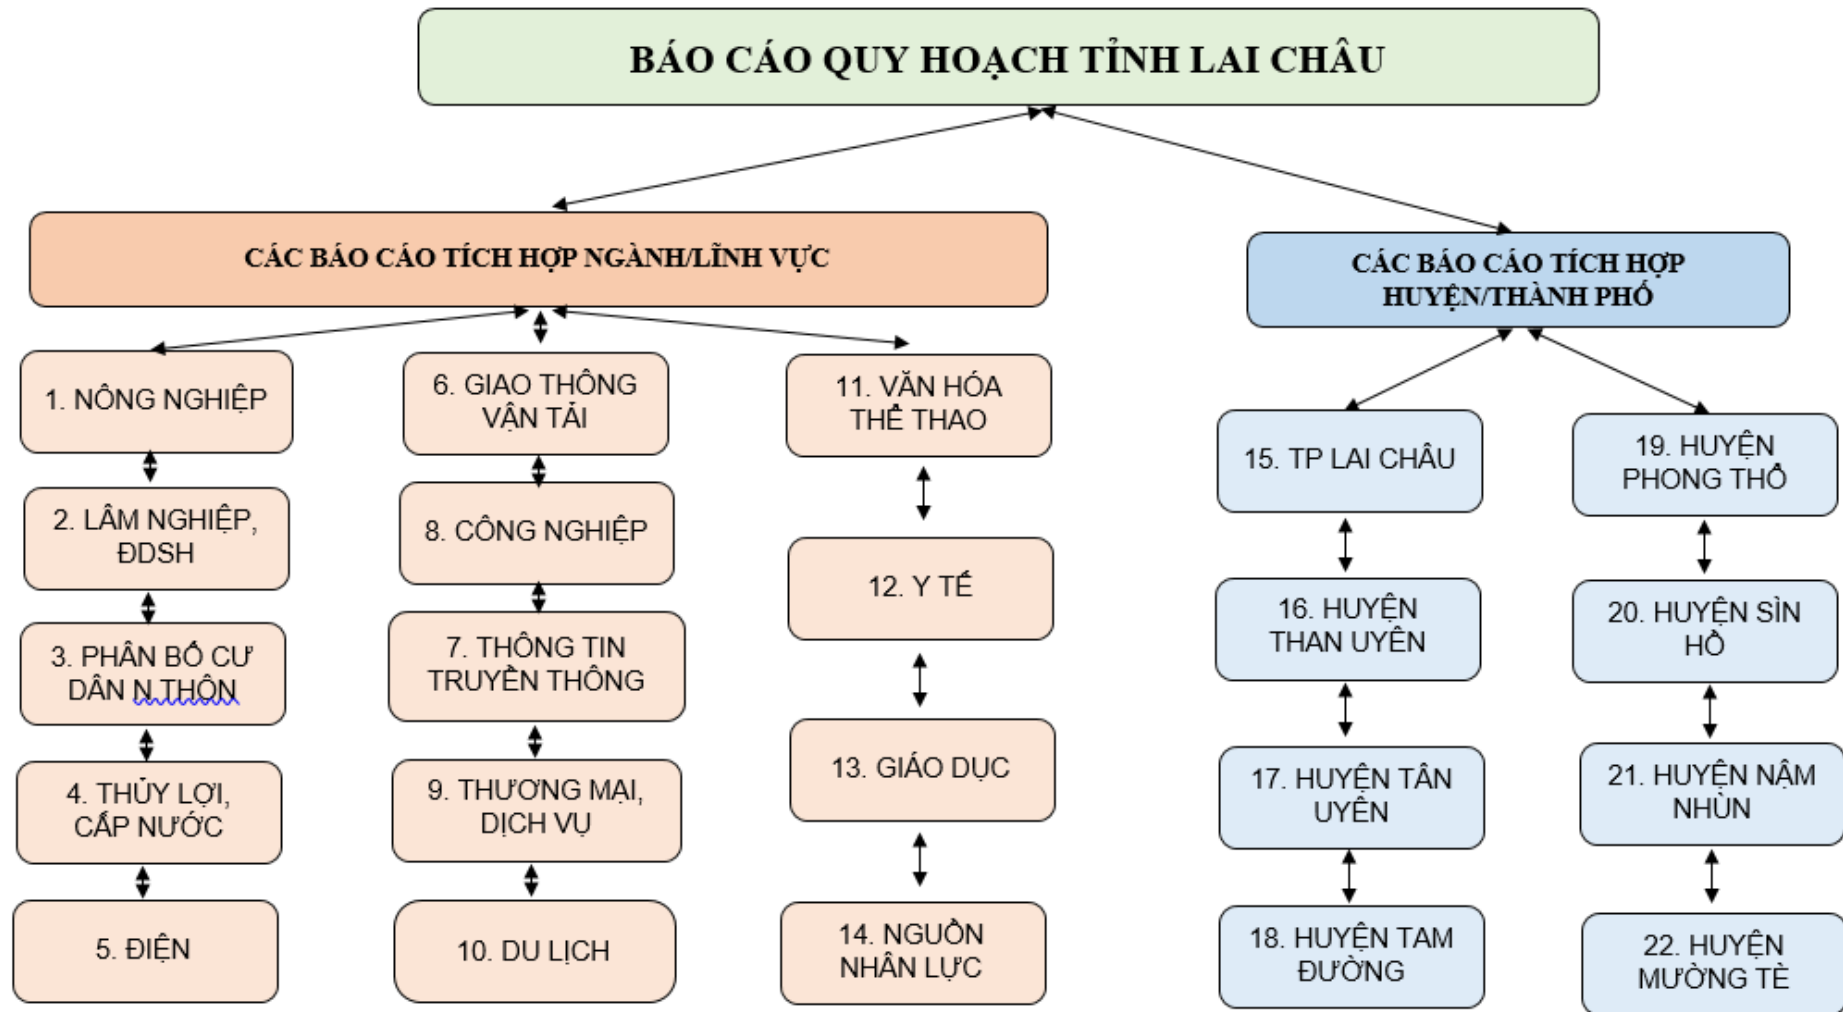 BÁO CÁO QUY HOẠCH TỈNH LAI CHÂU
CÁC BÁO CÁO TÍCH HỢP NGÀNH/LĨNH VỰC
CÁC BÁO CÁO TÍCH HỢP
HUYỆN/THÀNH PHỐ
1. NÔNG NGHIỆP
2. LÂM NGHIỆP,
ĐDSH
3. PHÂN BỐ CƯ
DÂN N THÔN
4. THỦY LỢI,
CẤP NƯỚC
5. ĐIỆN
6. GIAO THÔNG
VẬN TẢI
8. CÔNG NGHIỆP
7. THÔNG TIN
TRUYỀN THÔNG
9. THƯƠNG MẠI,
DỊCH VỤ
10. DU LỊCH
11. VĂN HÓA
THỂ THAO
12. Y TẾ
13. GIÁO DỤC
14. NGUỒN
NHÂN LỰC
15. TP LAI CHÂU
16. HUYỆN
THAN UYÊN
17. HUYỆN TÂN
UYÊN
18. HUYỆN TAM
ĐƯỜNG
19. HUYỆN
PHONG THỔ
20. HUYỆN SÌN
HỒ
21. HUYỆN NẬM
NHÙN
22. HUYỆN
MƯỜNG TÈ